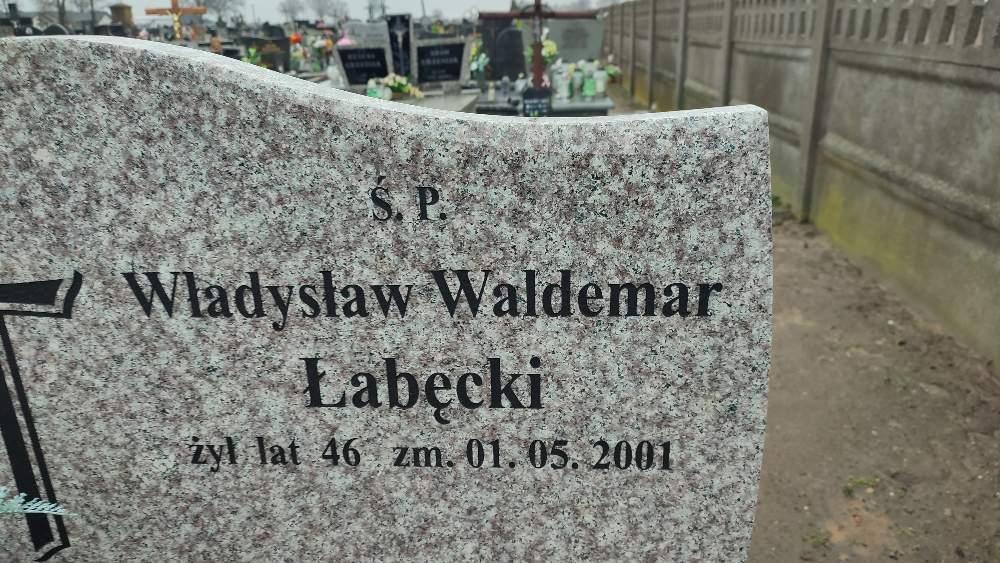 Ś. P.
Władysław Waldemar
Łabęcki
żył lat 46 zm. 01. 05. 2001